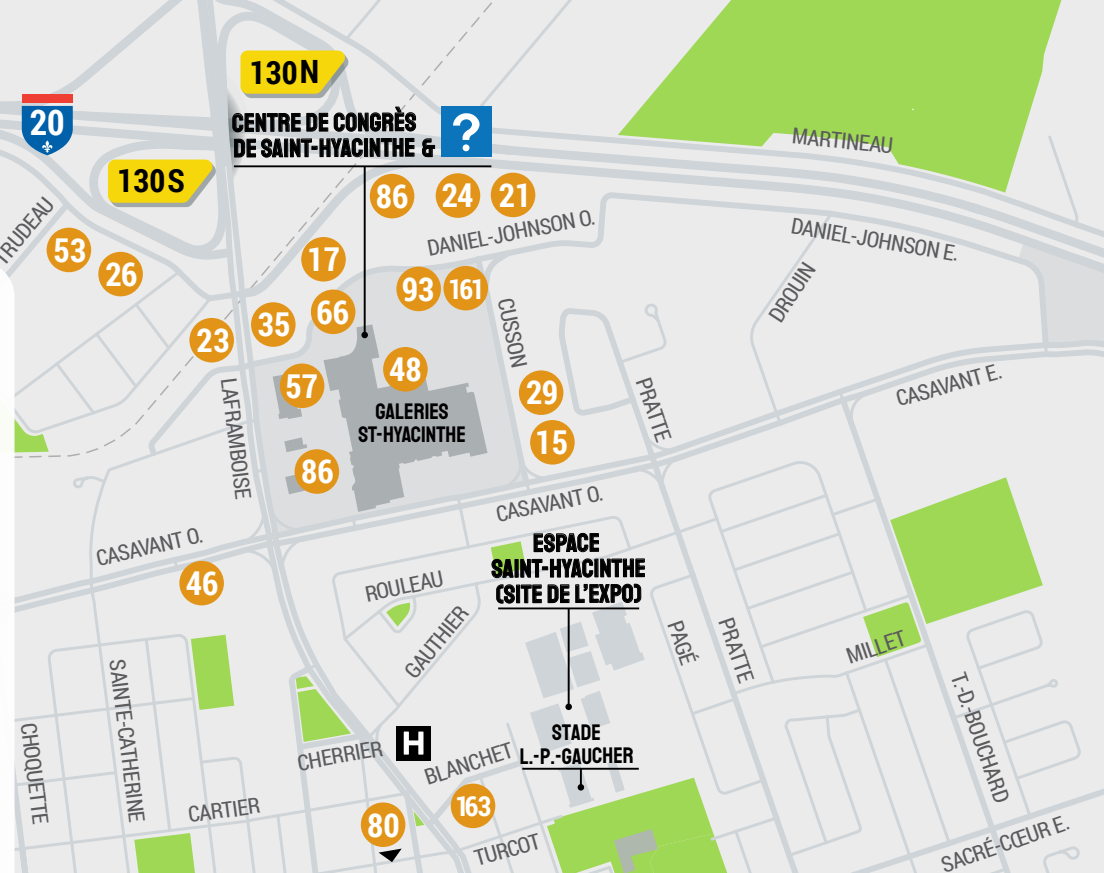 130N
20
CENTRE DE CONGRÈS
DE SAINT-HYACINTHE & ?
MARTINEAU
130S
86
24
21
TRUDEAU
53
26
17
DANIEL-JOHNSON O.
DANIEL-JOHNSON E.
93
161
DROUIN
66
35
23
CUSSON
57
48
29
PRATTE
CASAVANT E.
LAFRAMBOISE
GALERIES
ST-HYACINTHE
15
86
CASAVANT O.
CASAVANT O.
46
ESPACE
SAINT-HYACINTHE
(SITE DE L'EXPO)
ROULEAU
GAUTHIER
PAGÉ
PRATTE
MILLET
SAINTE-CATHERINE
T.-D.-BOUCHARD
CHOQUETTE
CHERRIER
H
BLANCHET
STADE
L.-P.-GAUCHER
CARTIER
163
80
TURCOT
SACRÉ-CŒUR E.